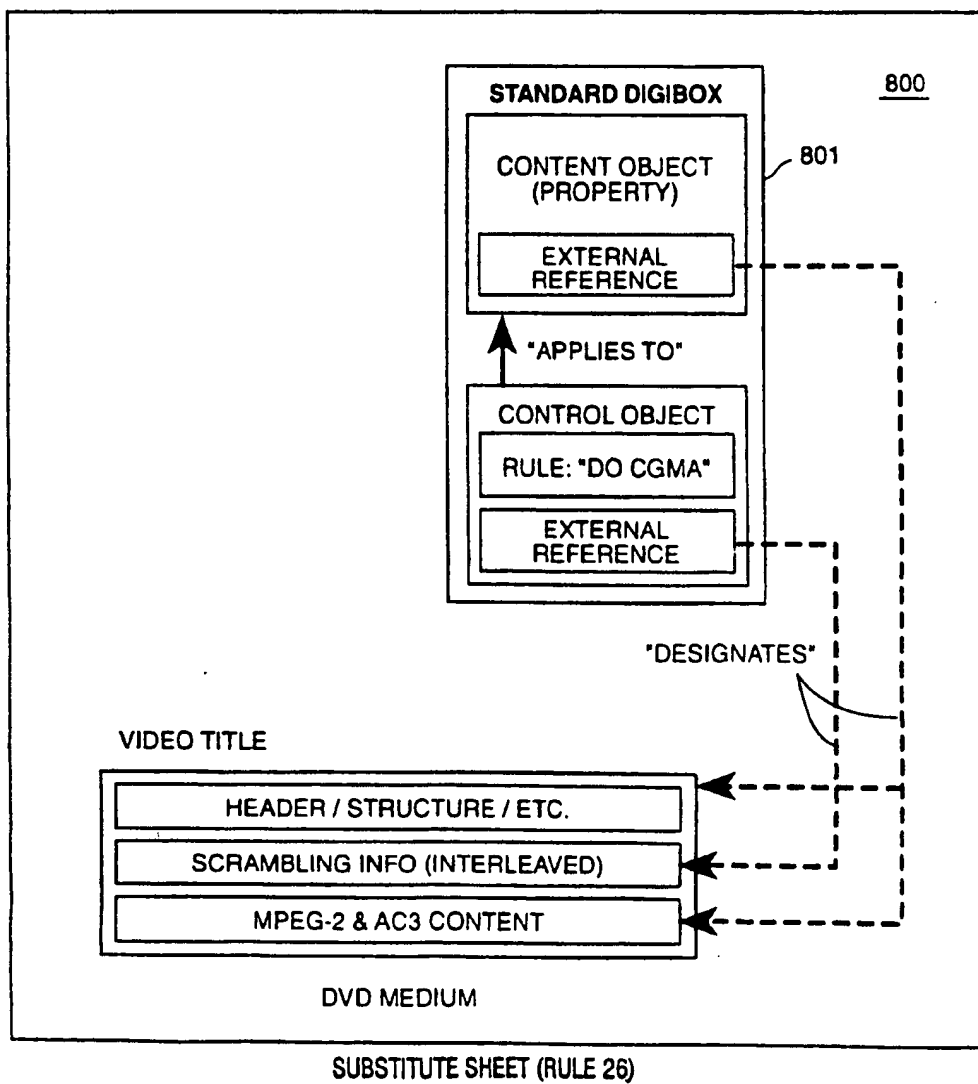 STANDARD DIGIBOX
800
CONTENT OBJECT
(PROPERTY)
801
EXTERNAL
REFERENCE
"APPLIES TO"
CONTROL OBJECT
RULE: "DO CGMA"
EXTERNAL
REFERENCE
"DESIGNATES"
VIDEO TITLE
HEADER / STRUCTURE / ETC.
SCRAMBLING INFO (INTERLEAVED)
MPEG-2 & AC3 CONTENT
DVD MEDIUM
SUBSTITUTE SHEET (RULE 26)